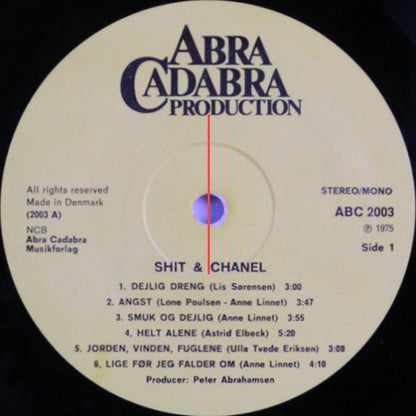 ABRA
CADABRA
PRODUCTION
All rights reserved
Made in Denmark
(2003 A)
NCB
Abra Cadabra
Musikforlag
STEREO/MONO
ABC 2003
Ⓟ 1975
Side 1
SHIT & CHANEL
1. DEJLIG DRENG (Lis Sørensen) 3:00
2. ANGST (Lone Poulsen - Anne Linnet) 3:47
3. SMUK OG DEJLIG (Anne Linnet) 3:55
4. HELT ALENE (Astrid Elbeck) 5:20
5. JORDEN, VINDEN, FUGLENE (Ulla Tvede Eriksen) 3:08
6. LIGE FØR JEG FALDER OM (Anne Linnet) 4:10
Producer: Peter Abrahamsen